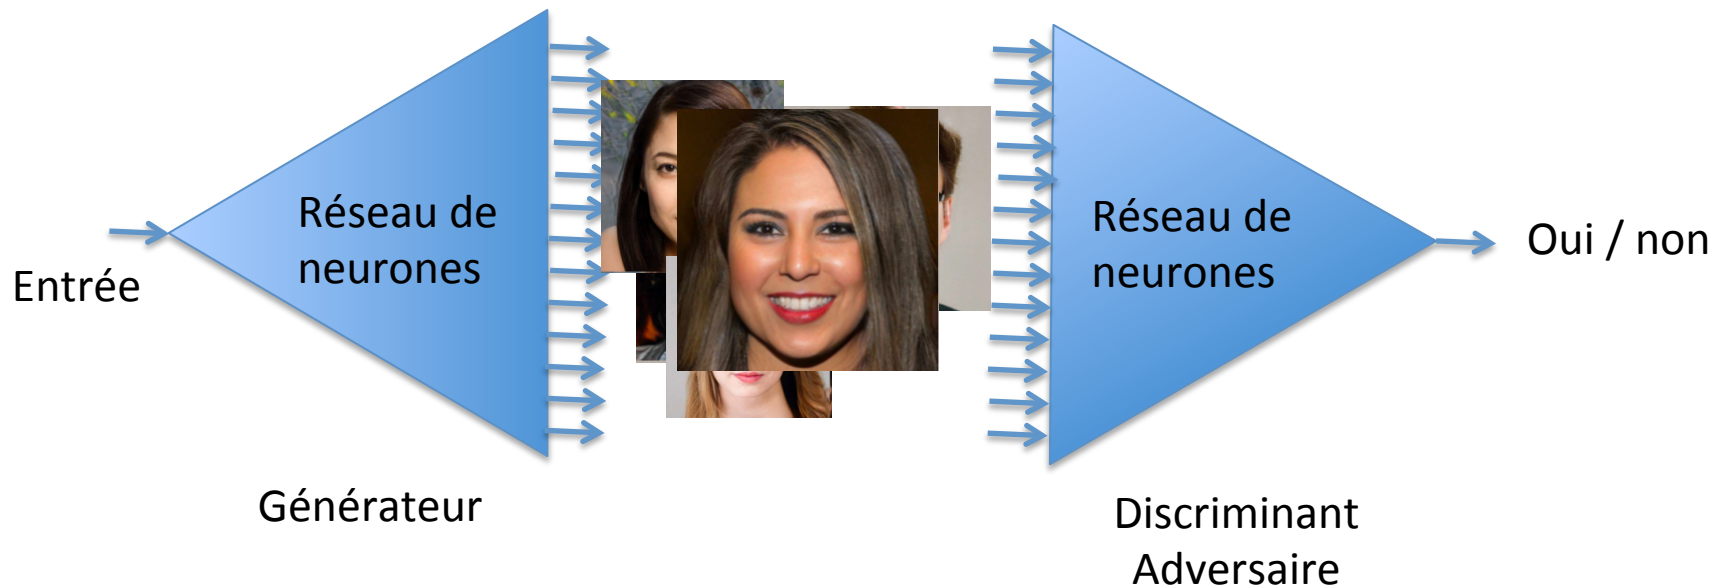 Entrée
Réseau de
neurones
Générateur
Réseau de
neurones
Discriminant
Adversaire
Oui / non